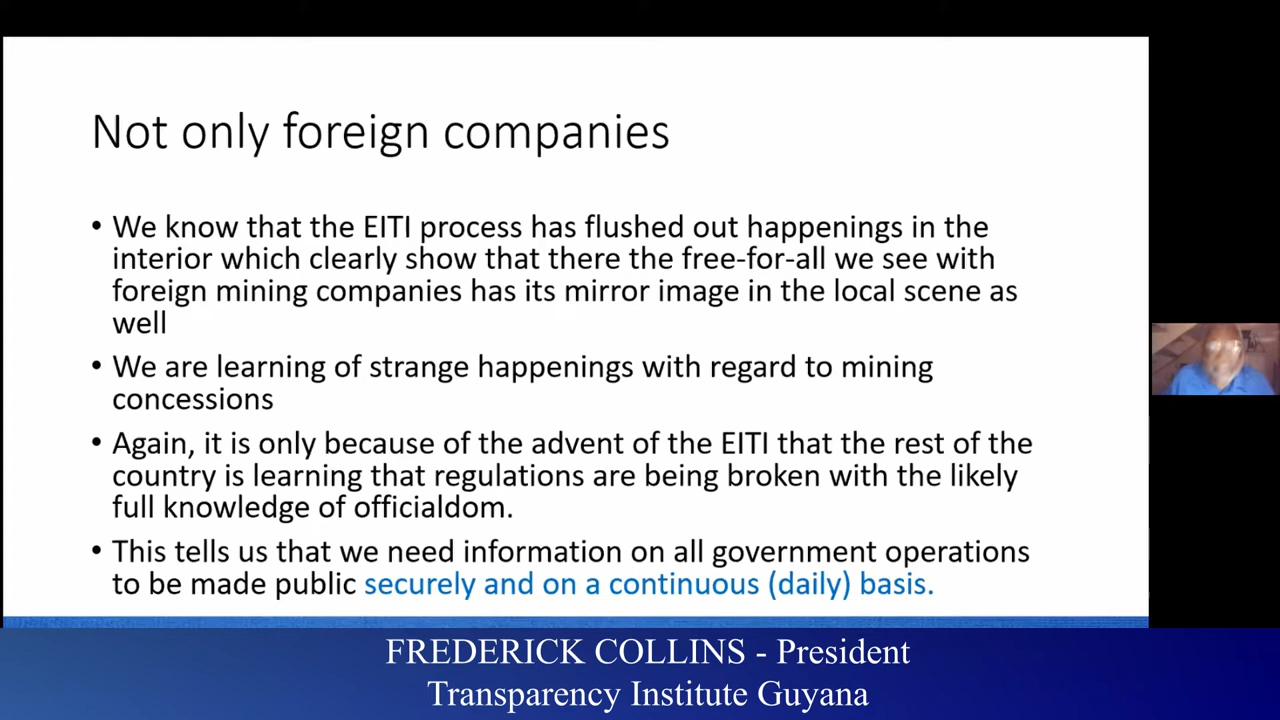 Not only foreign companies
• We know that the EITI process has flushed out happenings in the
interior which clearly show that there the free-for-all we see with
foreign mining companies has its mirror image in the local scene as
well
• We are learning of strange happenings with regard to mining
concessions
• Again, it is only because of the advent of the EITI that the rest of the
country is learning that regulations are being broken with the likely
full knowledge of officialdom.
• This tells us that we need information on all government operations
to be made public securely and on a continuous (daily) basis.
FREDERICK COLLINS - President
Transparency Institute Guyana